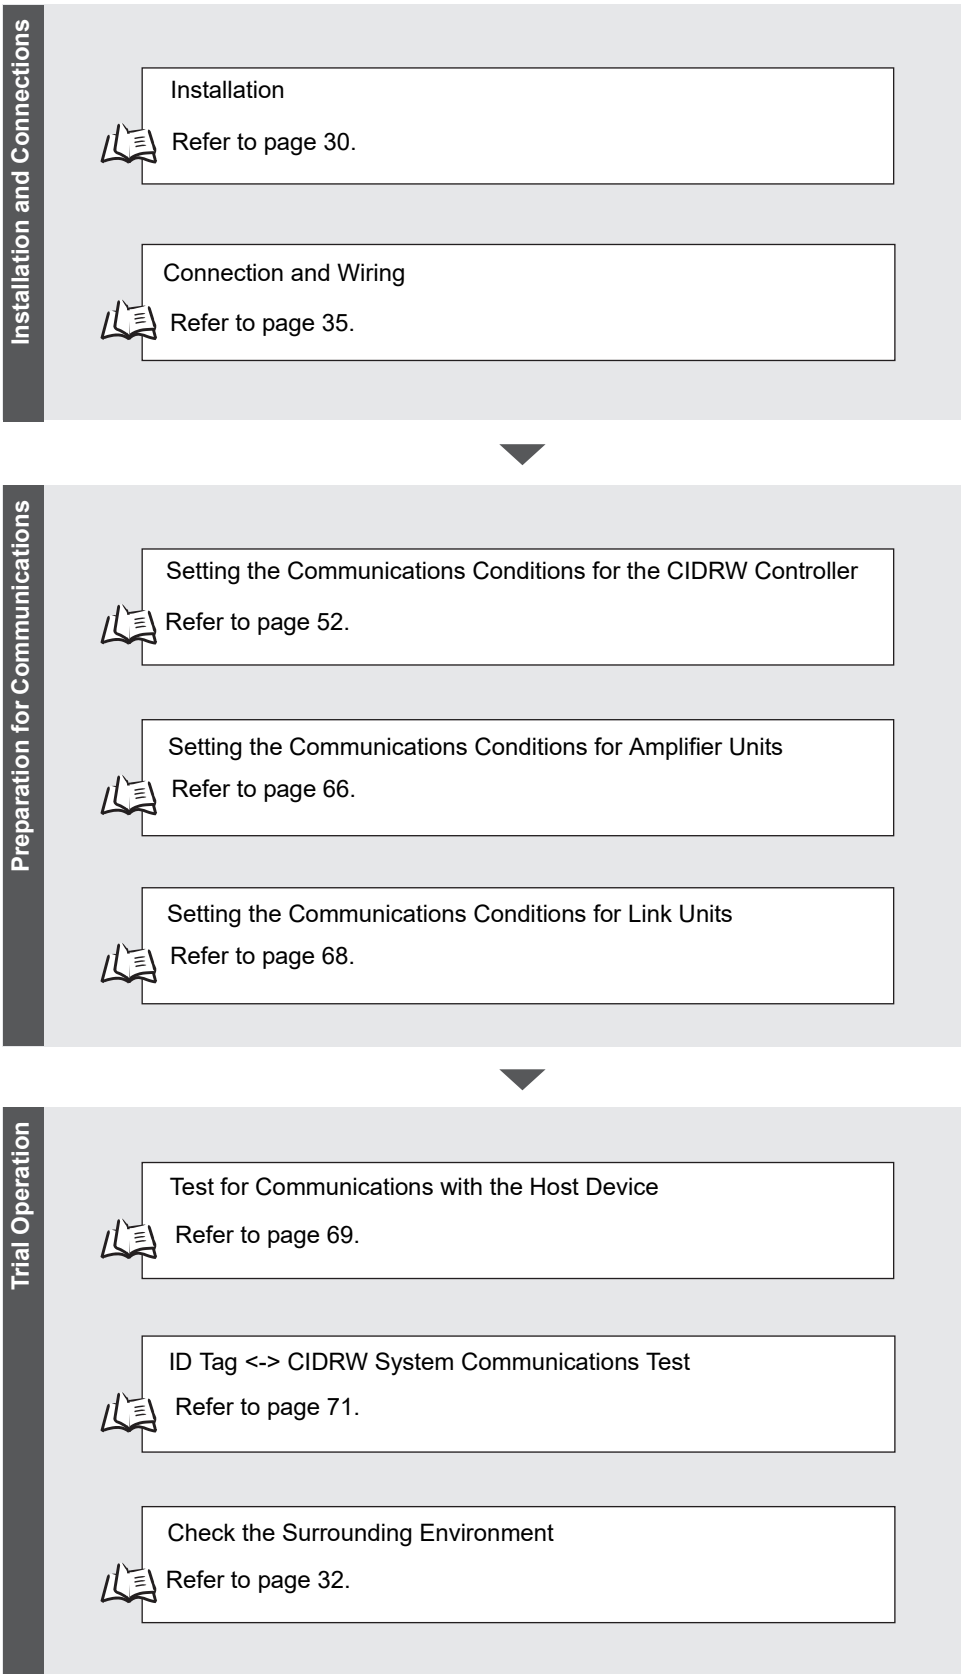 Installation and Connections
Installation
Refer to page 30.
Connection and Wiring
Refer to page 35.
Preparation for Communications
Setting the Communications Conditions for the CIDRW Controller
Refer to page 52.
Setting the Communications Conditions for Amplifier Units
Refer to page 66.
Setting the Communications Conditions for Link Units
Refer to page 68.
Trial Operation
Test for Communications with the Host Device
Refer to page 69.
ID Tag <-> CIDRW System Communications Test
Refer to page 71.
Check the Surrounding Environment
Refer to page 32.